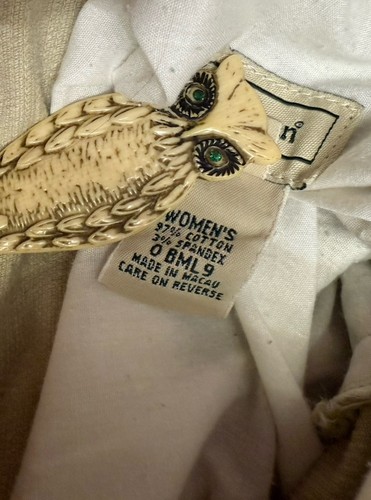 n®
WOMEN'S
97% COTTON
3% SPANDEX
0 BML9
MADE IN MACAU
CARE ON REVERSE